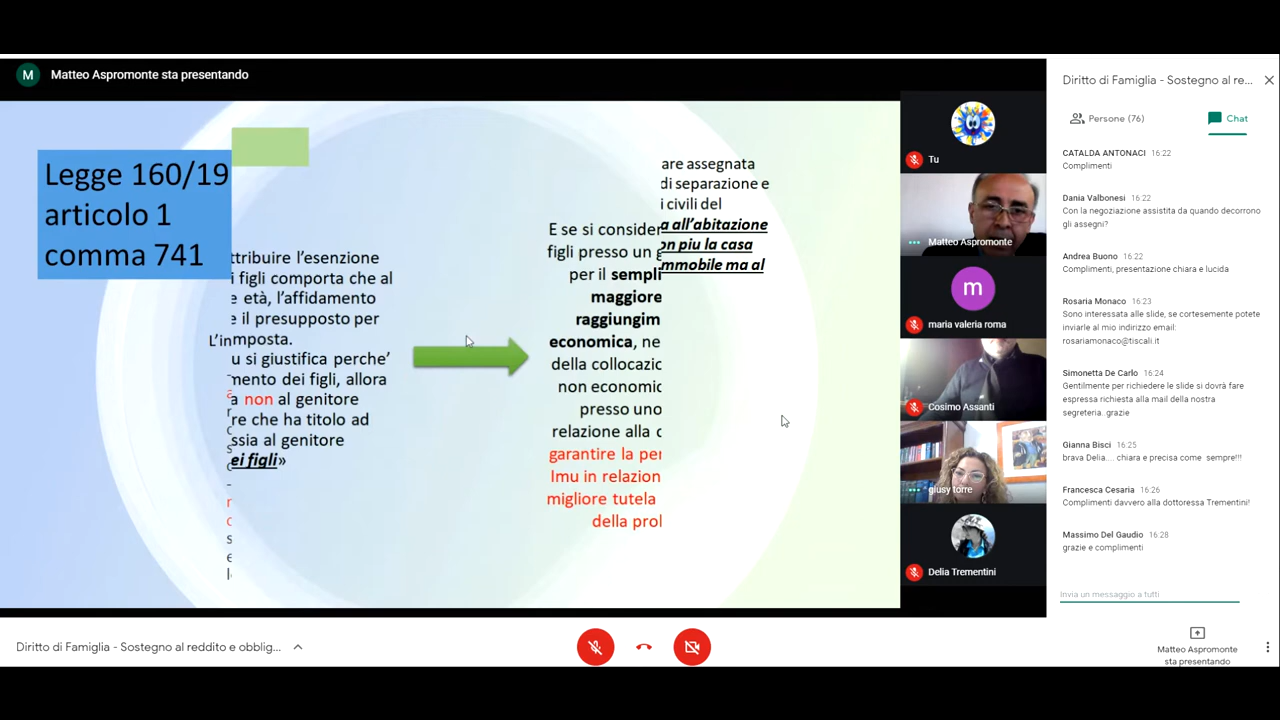 M
Matteo Aspromonte sta presentando
Legge 160/19
articolo 1
comma 741
ttribuire l'esenzione
i figli comporta che al
e età, l'affidamento
e il presupposto per
L'in mposta.
u si giustifica perche'
mento dei figli, allora
a non al genitore
re che ha titolo ad
ssia al genitore
ei figli»
E se si consider
figli presso un g
per il sempli
maggiore
raggiungim
economica, ne
della collocazio
non economic
presso uno
relazione alla c
garantire la per
Imu in relazion
migliore tutela
della prol
are assegnata
di separazione e
i civili del
a all'abitazione
on piu la casa
mmobile ma al
Tu
Matteo Aspromonte
m
maria valeria roma
Cosimo Assanti
giusy torre
Delia Trementini
Diritto di Famiglia - Sostegno al re...
Persone (76)
Chat
CATALDA ANTONACI 16:22
Complimenti
Dania Valbonesi 16:22
Con la negoziazione assistita da quando decorrono
gli assegni?
Andrea Buono 16:22
Complimenti, presentazione chiara e lucida
Rosaria Monaco 16:23
Sono interessata alle slide, se cortesemente potete
inviarle al mio indirizzo email:
rosariamonaco@tiscali.it
Simonetta De Carlo 16:24
Gentilmente per richiedere le slide si dovrà fare
espressa richiesta alla mail della nostra
segreteria..grazie
Gianna Bisci 16:25
brava Delia.... chiara e precisa come sempre!!!
Francesca Cesaria 16:26
Complimenti davvero alla dottoressa Trementini!
Massimo Del Gaudio 16:28
grazie e complimenti
Invia un messaggio a tutti
Diritto di Famiglia - Sostegno al reddito e obblig...
Matteo Aspromonte
sta presentando